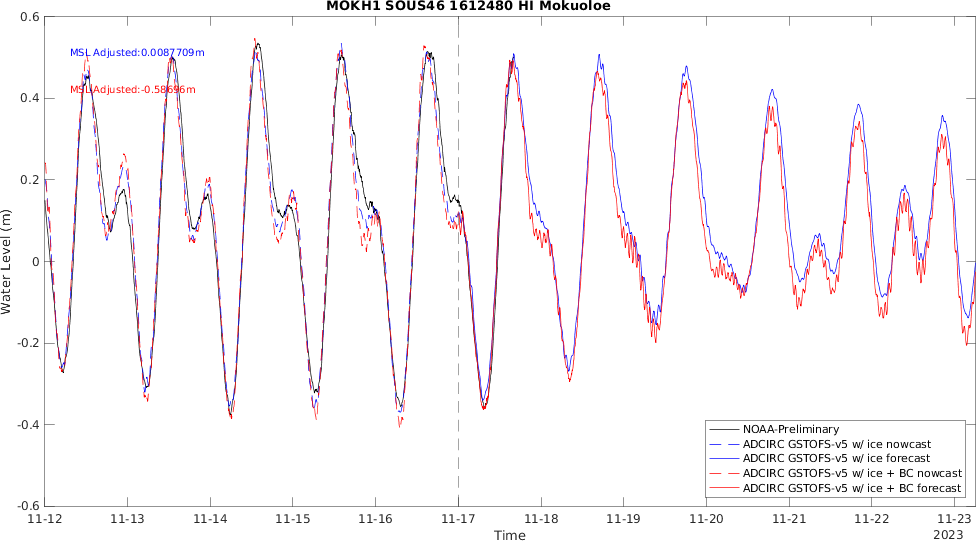 MOKH1 SOUS46 1612480 HI Mokuoloe
0.6
0.4
0.2
0
-0.2
-0.4
-0.6
Water Level (m)
MSL Adjusted:0.0087709m
MSL Adjusted:-0.58696m
NOAA-Preliminary
ADCIRC GSTOFS-v5 w/ ice nowcast
ADCIRC GSTOFS-v5 w/ ice forecast
ADCIRC GSTOFS-v5 w/ ice + BC nowcast
ADCIRC GSTOFS-v5 w/ ice + BC forecast
11-12 11-13 11-14 11-15 11-16 11-17 11-18 11-19 11-20 11-21 11-22 11-23
Time
2023